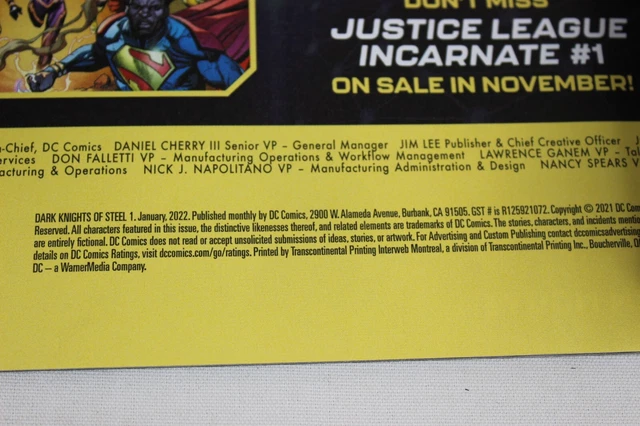 DON'T MISS
JUSTICE LEAGUE
INCARNATE #1
ON SALE IN NOVEMBER!
-Chief, DC Comics DANIEL CHERRY III Senior VP – General Manager JIM LEE Publisher & Chief Creative Officer
ervices DON FALLETTI VP – Manufacturing Operations & Workflow Management LAWRENCE GANEM VP –
acturing & Operations NICK J. NAPOLITANO VP – Manufacturing Administration & Design NANCY SPEARS
DARK KNIGHTS OF STEEL 1. January, 2022. Published monthly by DC Comics, 2900 W. Alameda Avenue, Burbank, CA 91505. GST # is R125921072. Copyright © 2021 DC
Reserved. All characters featured in this issue, the distinctive likenesses thereof, and related elements are trademarks of DC Comics. The stories, characters, and incidents
are entirely fictional. DC Comics does not read or accept unsolicited submissions of ideas, stories, or artwork. For Advertising and Custom Publishing contact dccomicsadvertising
details on DC Comics Ratings, visit dccomics.com/go/ratings. Printed by Transcontinental Printing Interweb Montreal, a division of Transcontinental Printing Inc., Boucherville,
DC – a WarnerMedia Company.